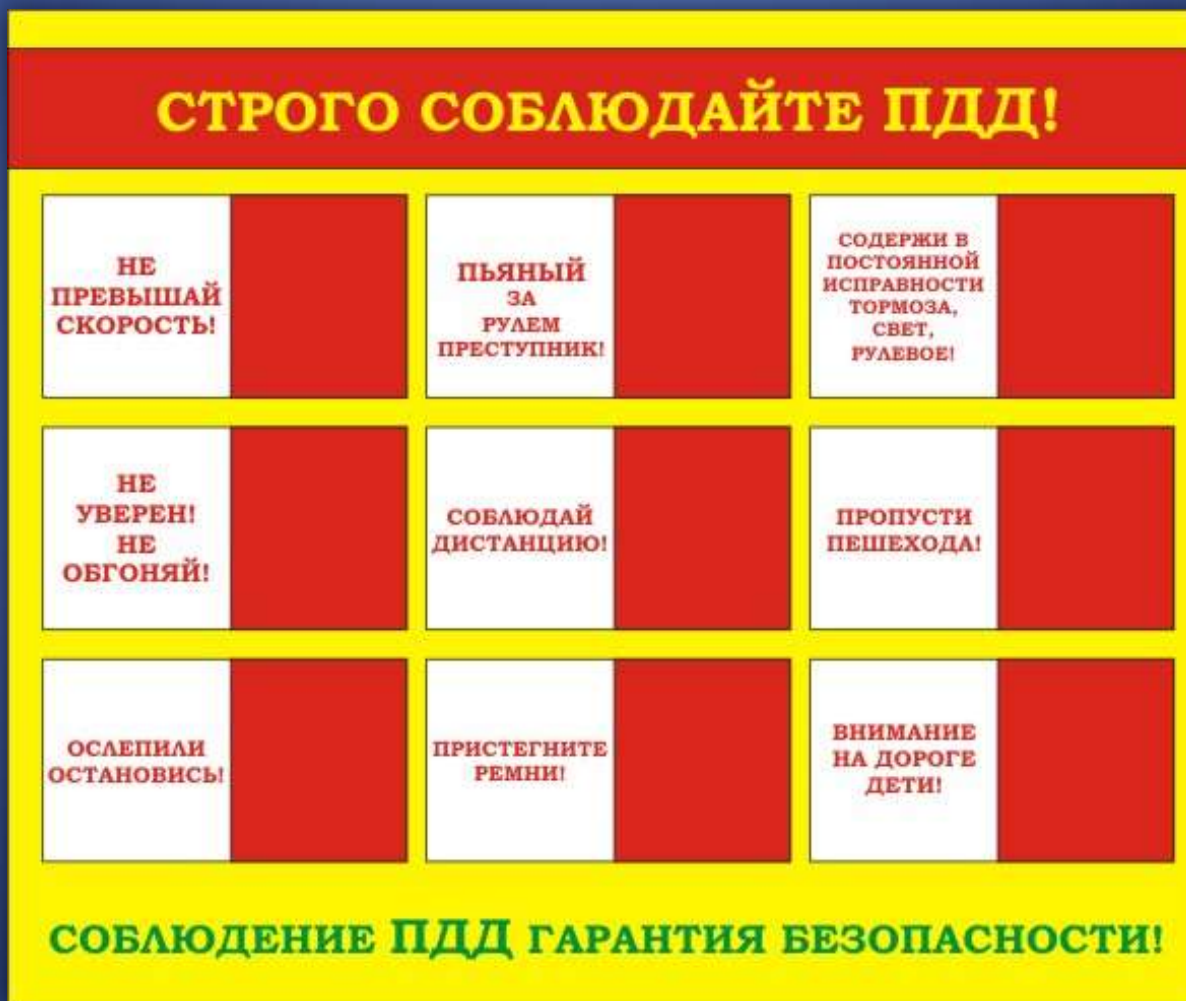 СТРОГО СОБЛЮДАЙТЕ ПДД!
НЕ
ПРЕВЫШАЙ
СКОРОСТЬ!
ПЬЯНЫЙ
ЗА
РУЛЕМ
ПРЕСТУПНИК!
СОДЕРЖИ В
ПОСТОЯННОЙ
ИСПРАВНОСТИ
ТОРМОЗА,
СВЕТ,
РУЛЕВОЕ!
НЕ
УВЕРЕН!
НЕ
ОБГОНЯЙ!
СОБЛЮДАЙ
ДИСТАНЦИЮ!
ПРОПУСТИ
ПЕШЕХОДА!
ОСЛЕПИЛИ
ОСТАНОВИСЬ!
ПРИСТЕГНИТЕ
РЕМНИ!
ВНИМАНИЕ
НА ДОРОГЕ
ДЕТИ!
СОБЛЮДЕНИЕ ПДД ГАРАНТИЯ БЕЗОПАСНОСТИ!